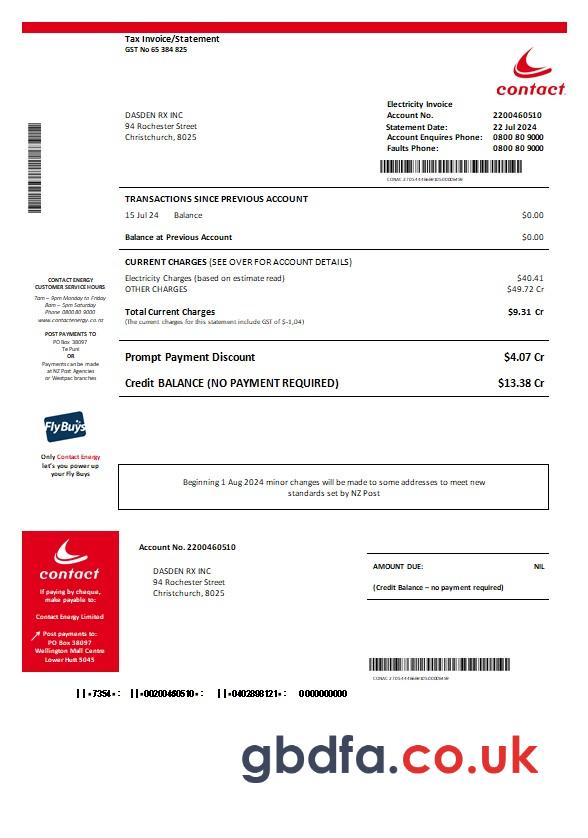 Tax Invoice/Statement
GST No 65 384 825
contact
Electricity Invoice
DASDEN RX INC
94 Rochester Street
Christchurch, 8025
Account No. 2200460510
Statement Date: 22 Jul 2024
Account Enquires Phone: 0800 80 9000
Faults Phone: 0800 80 9000
TRANSACTIONS SINCE PREVIOUS ACCOUNT
15 Jul 24 Balance $0.00
Balance at Previous Account $0.00
CURRENT CHARGES (SEE OVER FOR ACCOUNT DETAILS)
Electricity Charges (based on estimate read) $40.41
OTHER CHARGES $49.72 Cr
Total Current Charges $9.31 Cr
(The current charges for this statement include GST of $-1,04)
Prompt Payment Discount $4.07 Cr
Credit BALANCE (NO PAYMENT REQUIRED) $13.38 Cr
CONTACT ENERGY
CUSTOMER SERVICE HOURS
7am – 9pm Monday to Friday
8am – 5pm Saturday
Phone 0800 80 9000
www.contactenergy.co.nz
POST PAYMENTS TO
PO Box 38097
Te Puni
OR
Payments can be made
at NZ Post Agencies
or Westpac branches
Fly Buys
Only Contact Energy
let's you power up
your Fly Buys
Beginning 1 Aug 2024 minor changes will be made to some addresses to meet new
standards set by NZ Post
contact
If paying by cheque,
make payable to:
Contact Energy Limited
Post payments to:
PO Box 38097
Wellington Mall Centre
Lower Hutt 5045
Account No. 2200460510
DASDEN RX INC
94 Rochester Street
Christchurch, 8025
AMOUNT DUE: NIL
(Credit Balance – no payment required)
gbdfa.co.uk